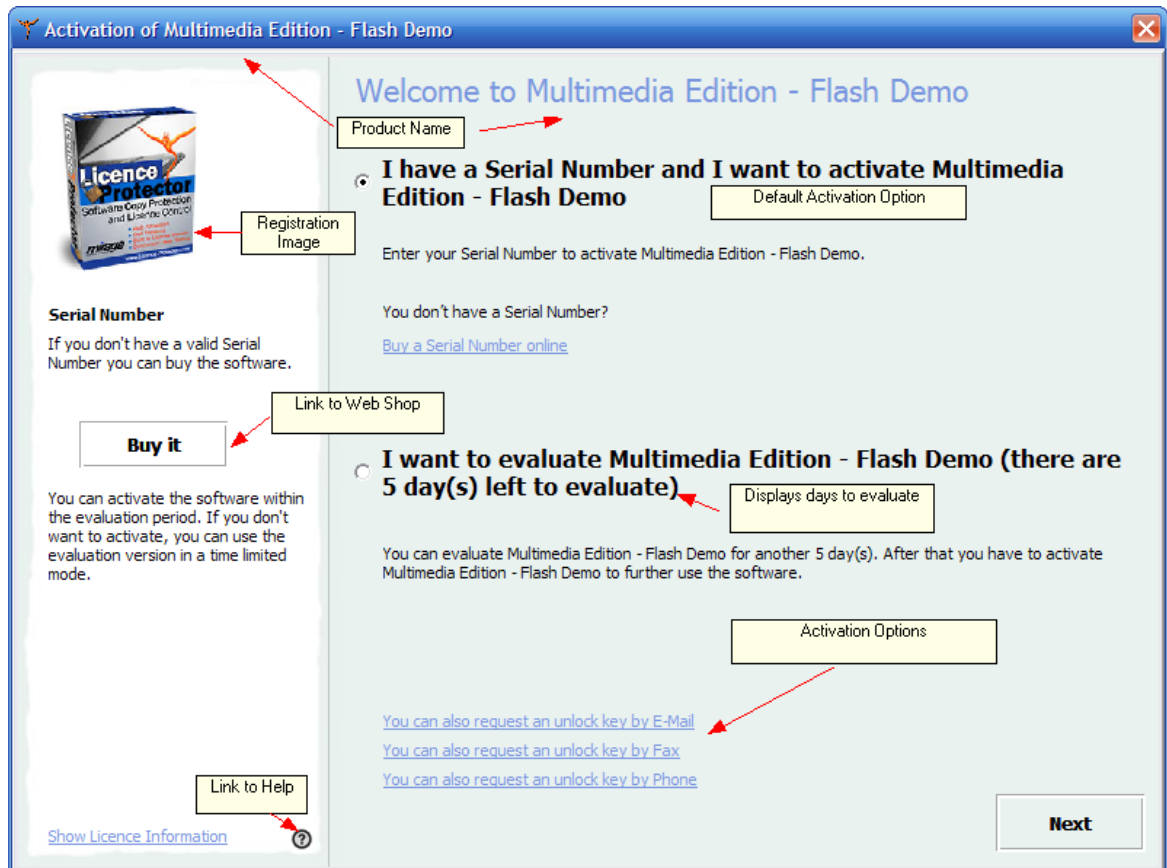 Activation of Multimedia Edition - Flash Demo
Welcome to Multimedia Edition - Flash Demo
Product Name
Licence
Protector
Software Copy Protection
and Licence Control
mirage
Registration
Image
I have a Serial Number and I want to activate Multimedia
Edition - Flash Demo
Default Activation Option
Enter your Serial Number to activate Multimedia Edition - Flash Demo.
You don't have a Serial Number?
Buy a Serial Number online
Serial Number
If you don't have a valid Serial
Number you can buy the software.
Link to Web Shop
Buy it
You can activate the software within
the evaluation period. If you don't
want to activate, you can use the
evaluation version in a time limited
mode.
I want to evaluate Multimedia Edition - Flash Demo (there are
5 day(s) left to evaluate)
Displays days to evaluate
You can evaluate Multimedia Edition - Flash Demo for another 5 day(s). After that you have to activate
Multimedia Edition - Flash Demo to further use the software.
Activation Options
You can also request an unlock key by E-Mail
You can also request an unlock key by Fax
You can also request an unlock key by Phone
Link to Help
Show Licence Information
?
Next